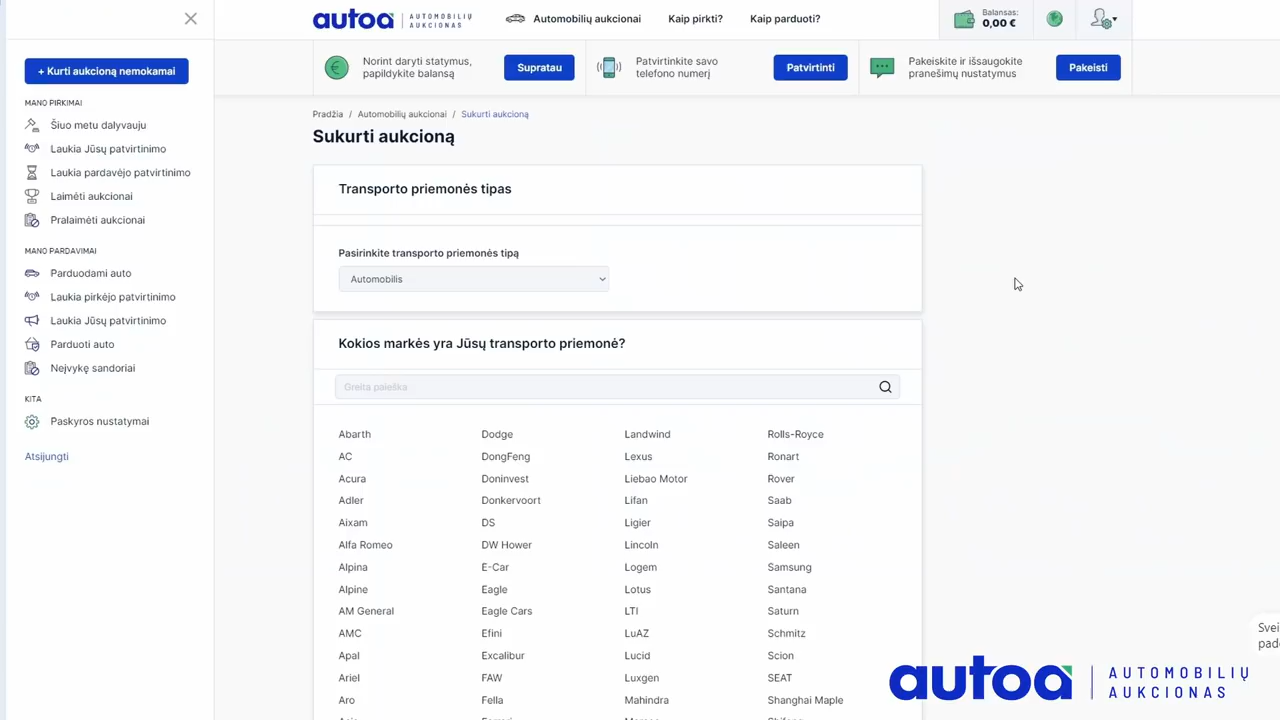 autoa AUTOMOBILIŲ AUKCIONAS
Automobilių aukcionai
Kaip pirkti?
Kaip parduoti?
Balansas:
0,00 €
Norint daryti statymus,
papildykite balansą
Supratau
Patvirtinkite savo
telefono numerį
Patvirtinti
Pakeiskite ir išsaugokite
pranešimų nustatymus
Pakeisti
+ Kurti aukcioną nemokamai
MANO PIRKIMAI
Šiuo metu dalyvauju
Laukia Jūsų patvirtinimo
Laukia pardavėjo patvirtinimo
Laimėti aukcionai
Pralaimėti aukcionai
MANO PARDAVIMAI
Parduodami auto
Laukia pirkėjo patvirtinimo
Laukia Jūsų patvirtinimo
Parduoti auto
Neįvykę sandoriai
KITA
Paskyros nustatymai
Atsijungti
Pradžia / Automobilių aukcionai / Sukurti aukcioną
Sukurti aukcioną
Transporto priemonės tipas
Pasirinkite transporto priemonės tipą
Automobilis
Kokios markės yra Jūsų transporto priemonė?
Greita paieška
Abarth Dodge Landwind Rolls-Royce
AC DongFeng Lexus Ronart
Acura Doninvest Liebao Motor Rover
Adler Donkervoort Lifan Saab
Aixam DS Ligier Saipa
Alfa Romeo DW Hower Lincoln Saleen
Alpina E-Car Logem Samsung
Alpine Eagle Lotus Santana
AM General Eagle Cars LTI Saturn
AMC Efini LuAZ Schmitz
Apal Excalibur Lucid Scion
Ariel FAW Luxgen SEAT
Aro Fella Mahindra Shanghai Maple
Svei
pade
autoa AUTOMOBILIŲ
AUKCIONAS